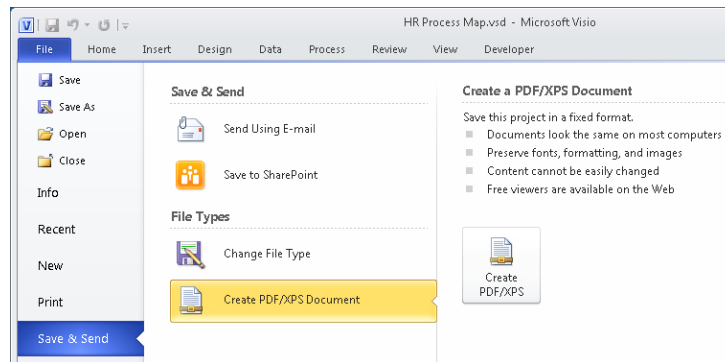 HR Process Map.vsd - Microsoft Visio
File Home Insert Design Data Process Review View Developer
Save
Save As
Open
Close
Info
Recent
New
Print
Save & Send
Save & Send
Send Using E-mail
Save to SharePoint
File Types
Change File Type
Create PDF/XPS Document
Create a PDF/XPS Document
Save this project in a fixed format.
Documents look the same on most computers
Preserve fonts, formatting, and images
Content cannot be easily changed
Free viewers are available on the Web
Create
PDF/XPS